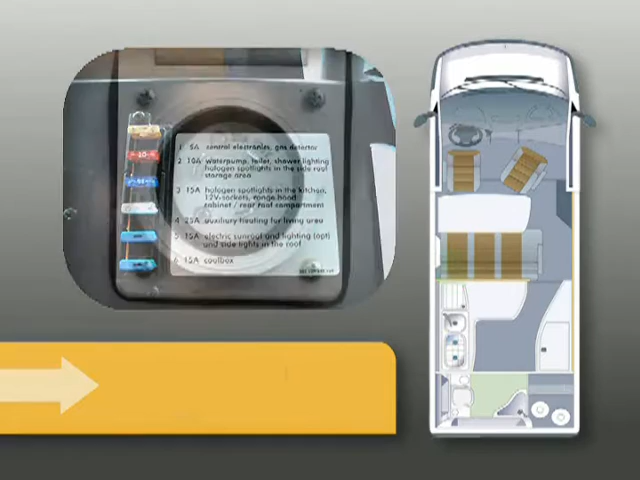 1 5A central electronics, gas detector
2 10A waterpump, toilet, shower lighting
halogen spotlights in the side roof
storage area
3 15A halogen spotlights in the kitchen,
12V-sockets, range hood
cabinet / rear roof compartment
4 25A auxiliary heating for living area
5 15A electric sunroof and lighting (opt)
and side lights in the roof
6 15A coolbox